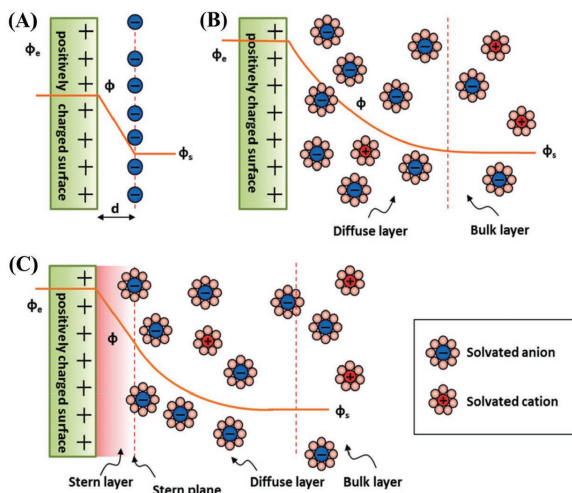 (A)
ϕe
positively charged surface
+ + + + + + +
ϕ
− − − − − − −
ϕs
d
(B)
ϕe
positively charged surface
+ + + + + + +
ϕ
ϕs
Diffuse layer
Bulk layer
(C)
ϕe
positively charged surface
+ + + + + + +
ϕ
ϕs
Stern layer
Stern plane
Diffuse layer
Bulk layer
− Solvated anion
+ Solvated cation